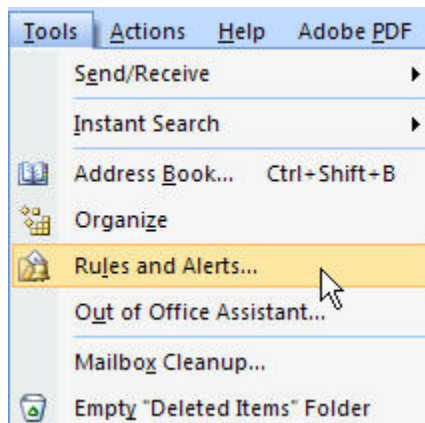 Tools Actions Help Adobe PDF
Send/Receive
Instant Search
Address Book... Ctrl+Shift+B
Organize
Rules and Alerts...
Out of Office Assistant...
Mailbox Cleanup...
Empty "Deleted Items" Folder